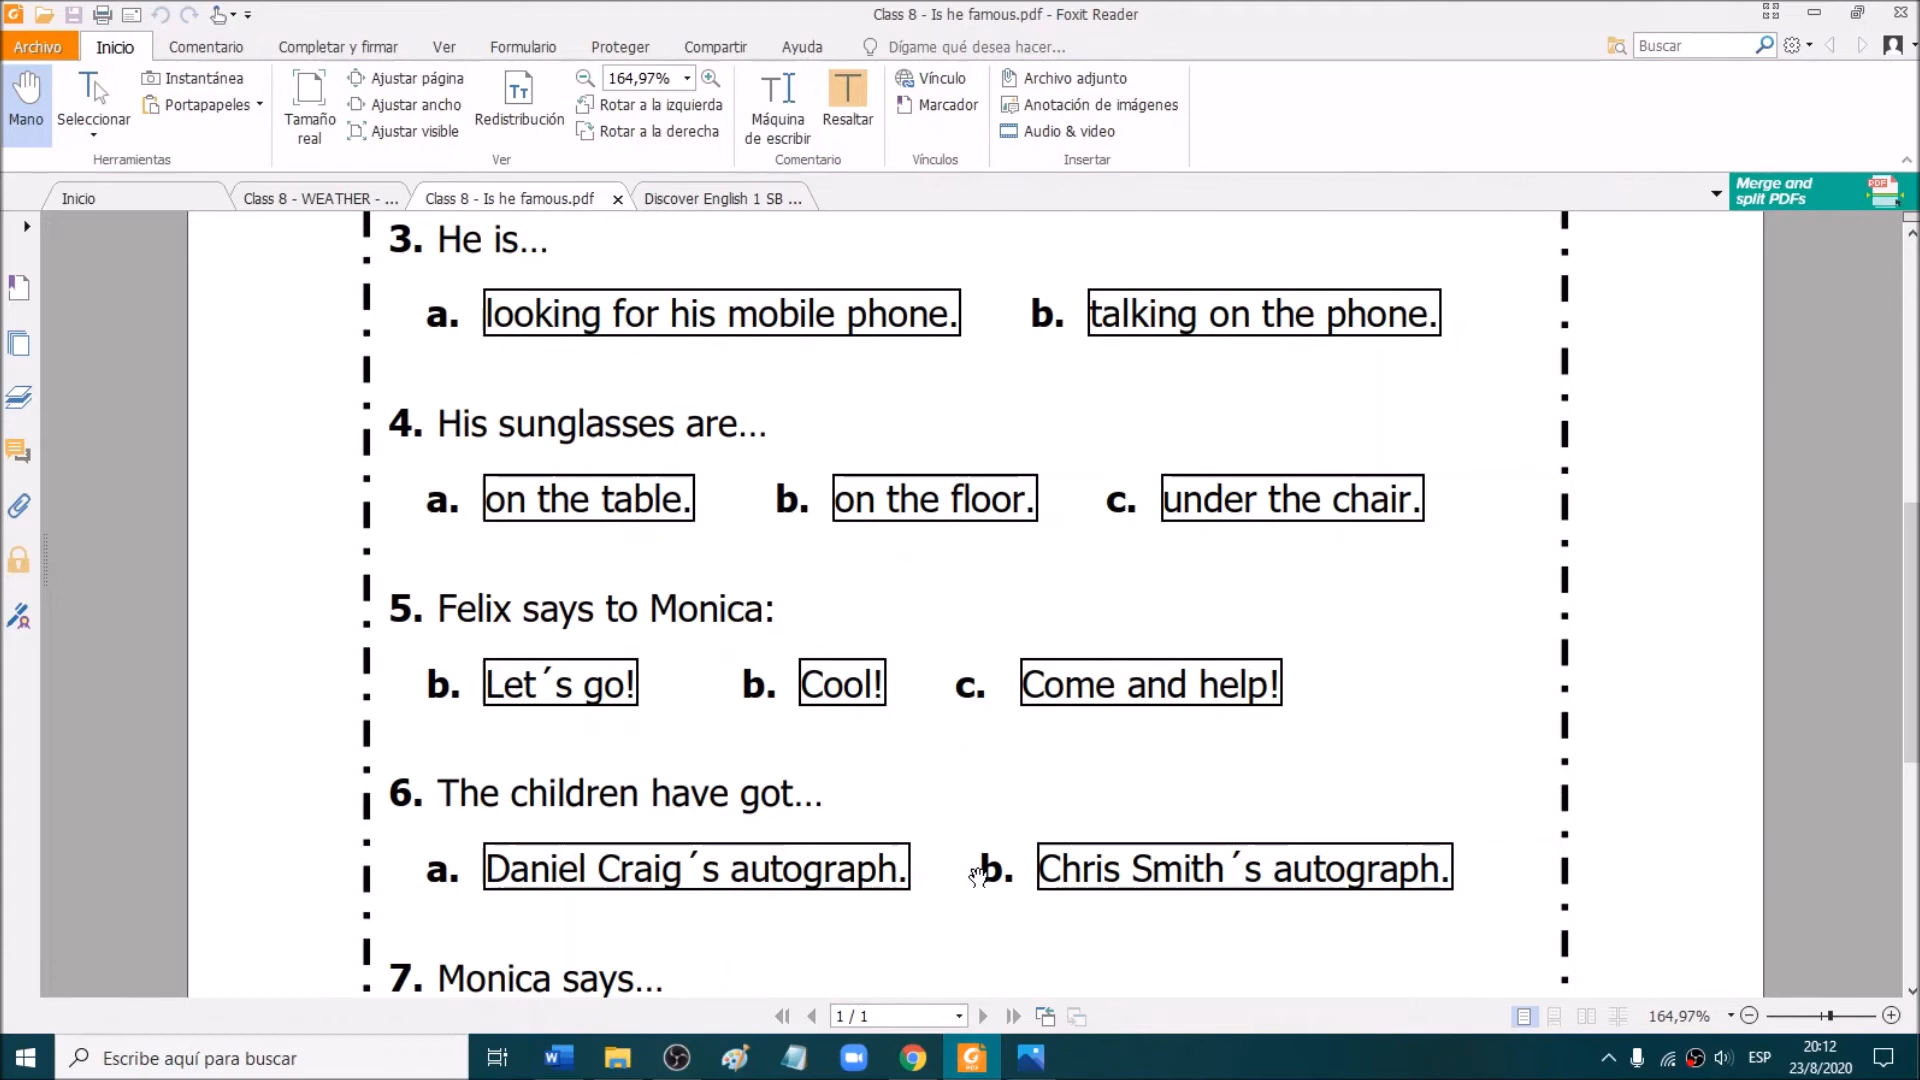 Class 8 - Is he famous.pdf - Foxit Reader
Archivo Inicio Comentario Completar y firmar Ver Formulario Proteger Compartir Ayuda Dígame qué desea hacer... Buscar
Mano
Seleccionar
Instantánea
Portapapeles
Herramientas
Tamaño real
Ajustar página
Ajustar ancho
Ajustar visible
Redistribución
164,97%
Rotar a la izquierda
Rotar a la derecha
Ver
Máquina de escribir
Resaltar
Comentario
Vínculo
Marcador
Vínculos
Archivo adjunto
Anotación de imágenes
Audio & video
Insertar
Inicio Class 8 - WEATHER - ... Class 8 - Is he famous.pdf x Discover English 1 SB ...
Merge and
split PDFs
PDF
3. He is...
a. looking for his mobile phone. b. talking on the phone.
4. His sunglasses are...
a. on the table. b. on the floor. c. under the chair.
5. Felix says to Monica:
b. Let´s go! b. Cool! c. Come and help!
6. The children have got...
a. Daniel Craig´s autograph. b. Chris Smith´s autograph.
7. Monica says...
1 / 1 164,97%
Escribe aquí para buscar
ESP
20:12
23/8/2020